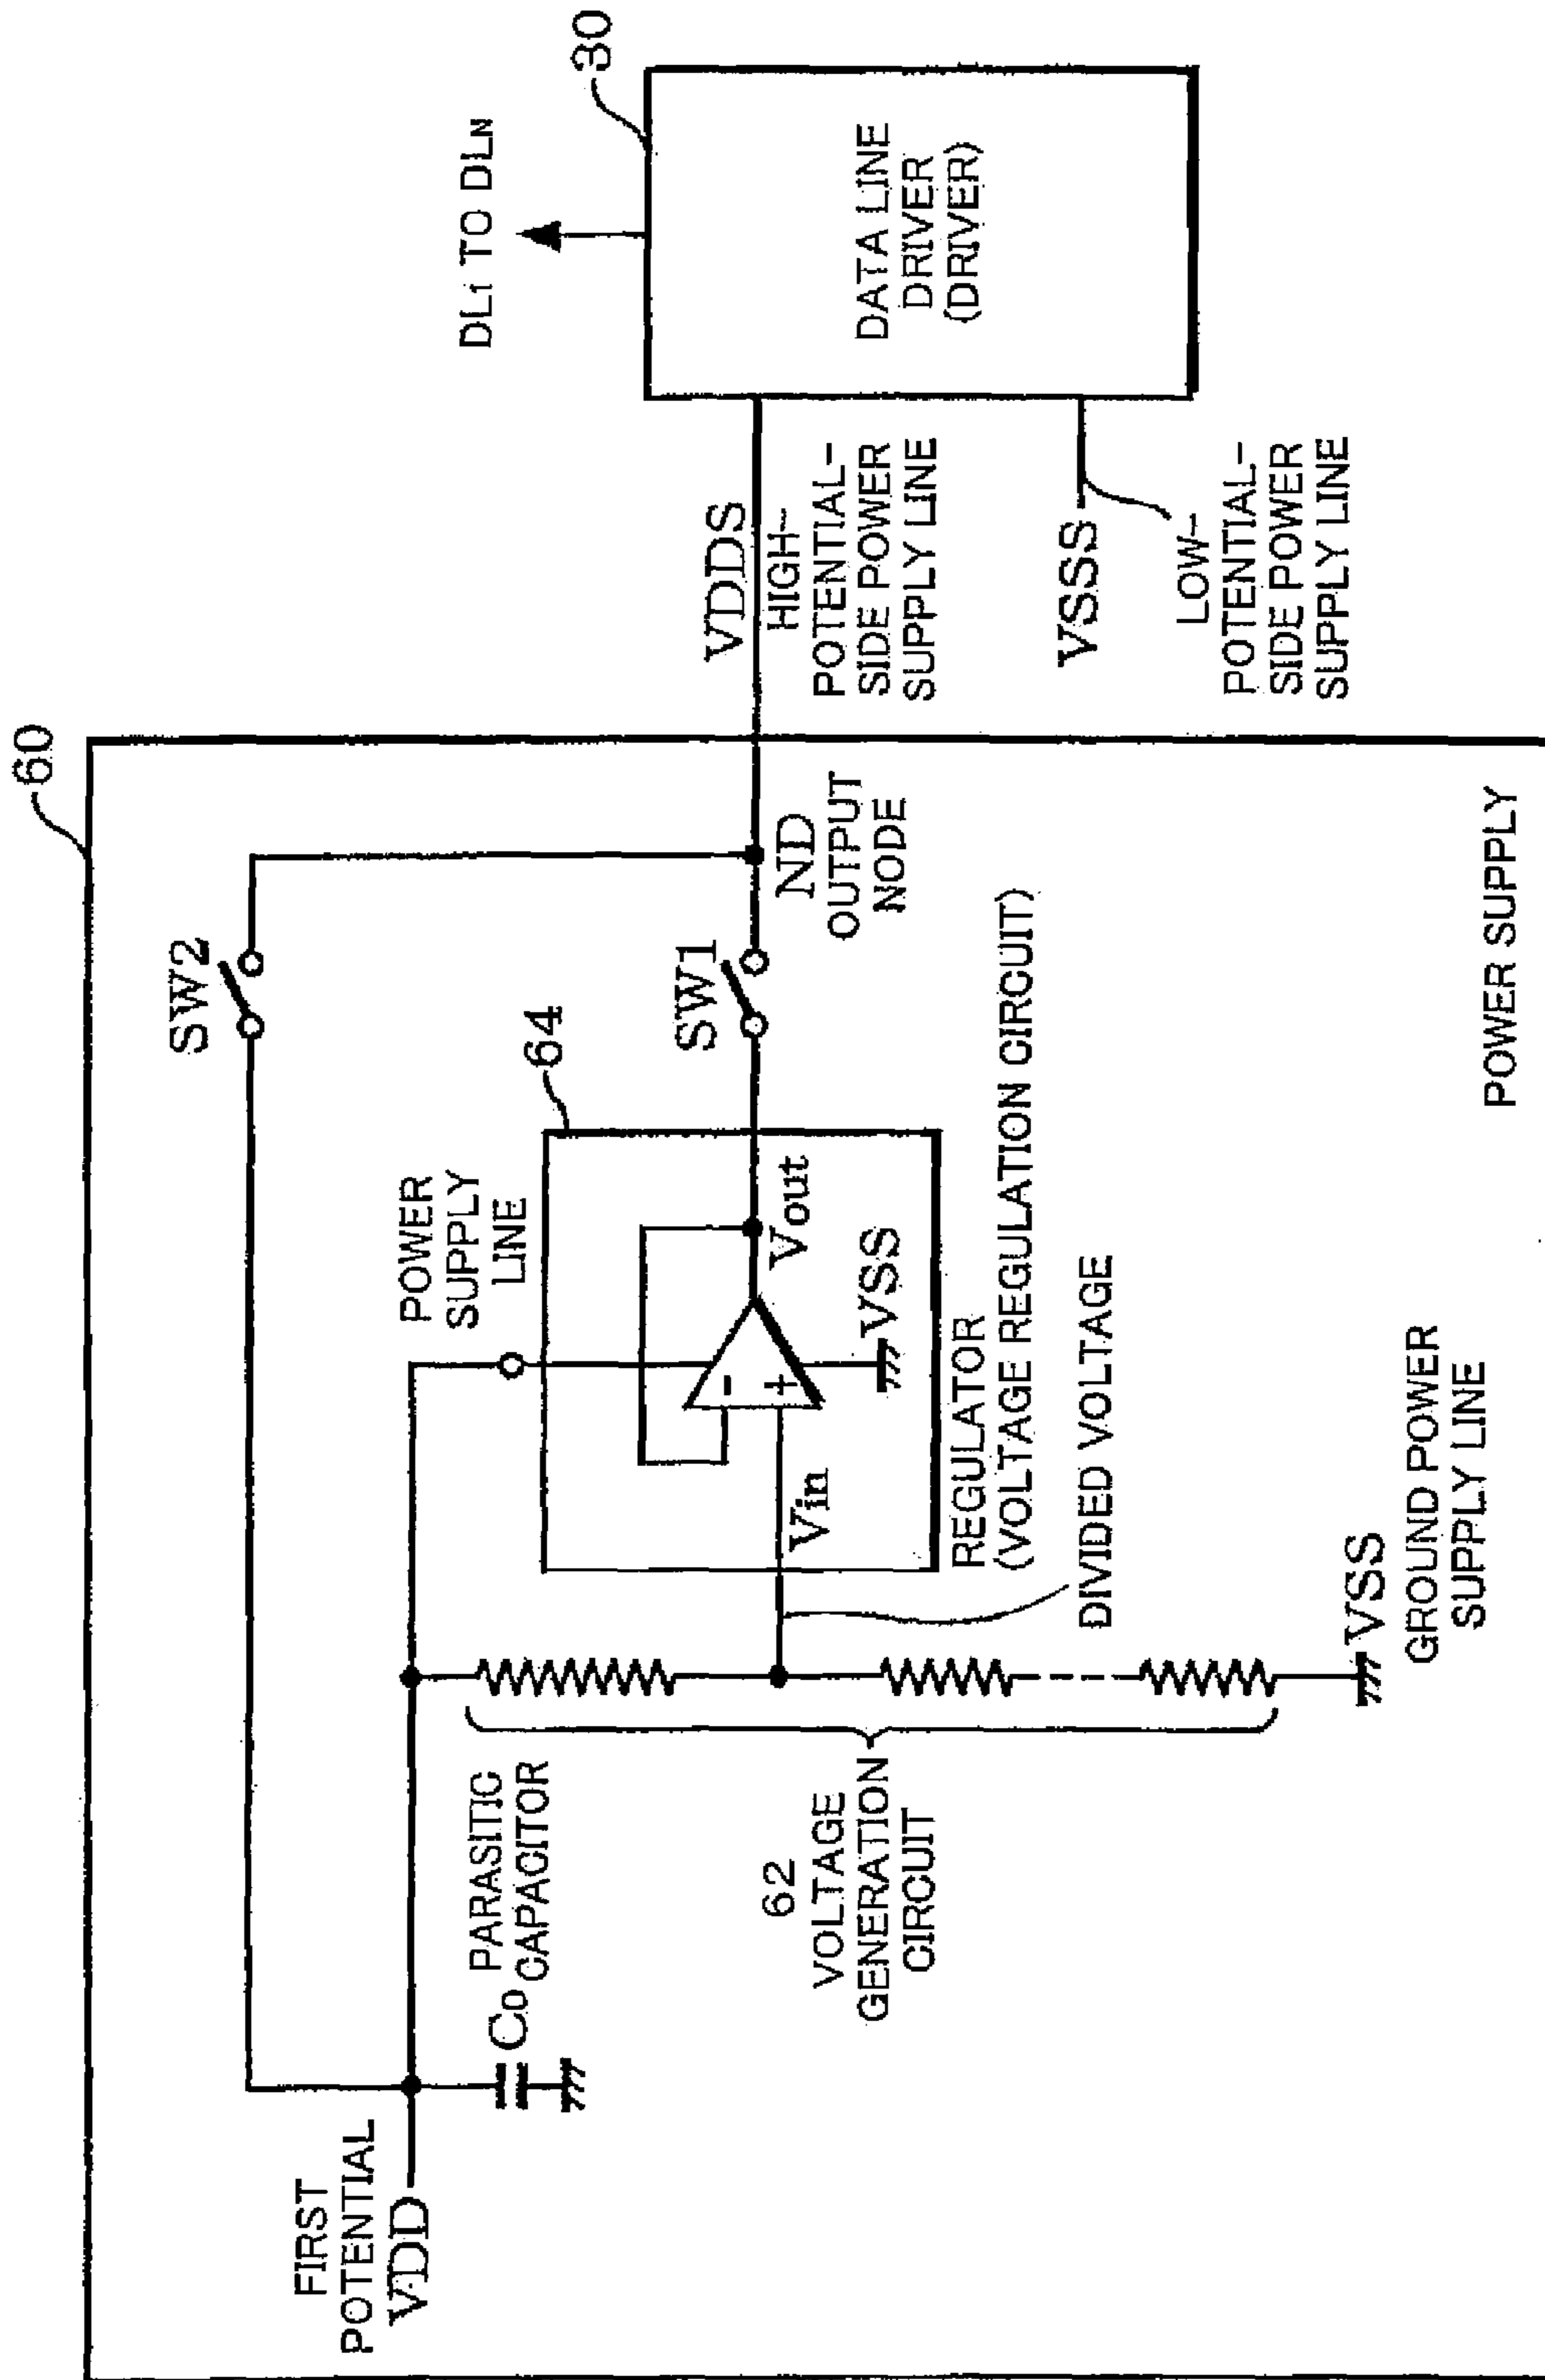 60
SW2
FIRST
POTENTIAL
VDD
C0
PARASITIC
CAPACITOR
POWER
SUPPLY
LINE
64
Vin
-
+
Vout
VSS
SW1
ND
OUTPUT
NODE
REGULATOR
(VOLTAGE REGULATION CIRCUIT)
DIVIDED VOLTAGE
62
VOLTAGE
GENERATION
CIRCUIT
VSS
GROUND POWER
SUPPLY LINE
POWER SUPPLY
DL1 TO DLN
30
DATA LINE
DRIVER
(DRIVER)
VDDS
HIGH-
POTENTIAL-
SIDE POWER
SUPPLY LINE
VSSS
LOW-
POTENTIAL-
SIDE POWER
SUPPLY LINE